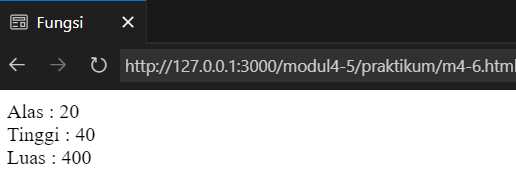 Fungsi
http://127.0.0.1:3000/modul4-5/praktikum/m4-6.html
Alas : 20
Tinggi : 40
Luas : 400